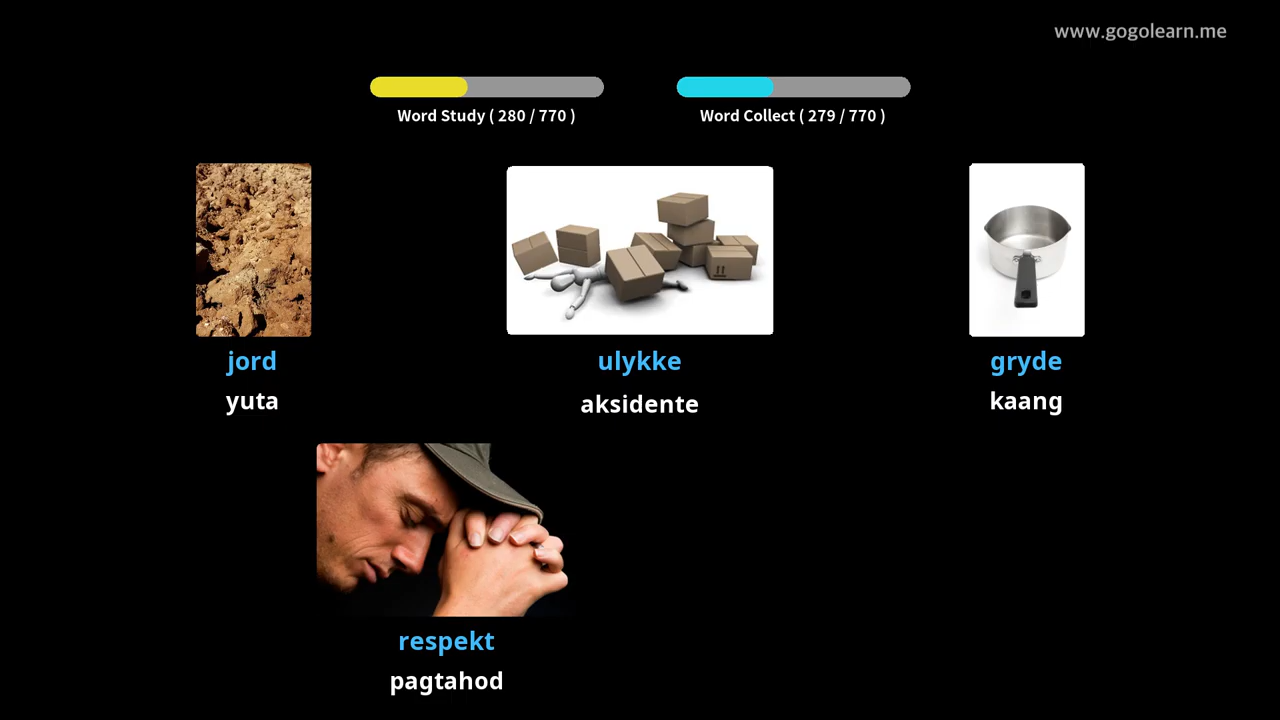 www.gogolearn.me
Word Study ( 280 / 770 )
Word Collect ( 279 / 770 )
jord
ulykke
gryde
yuta
aksidente
kaang
respekt
pagtahod